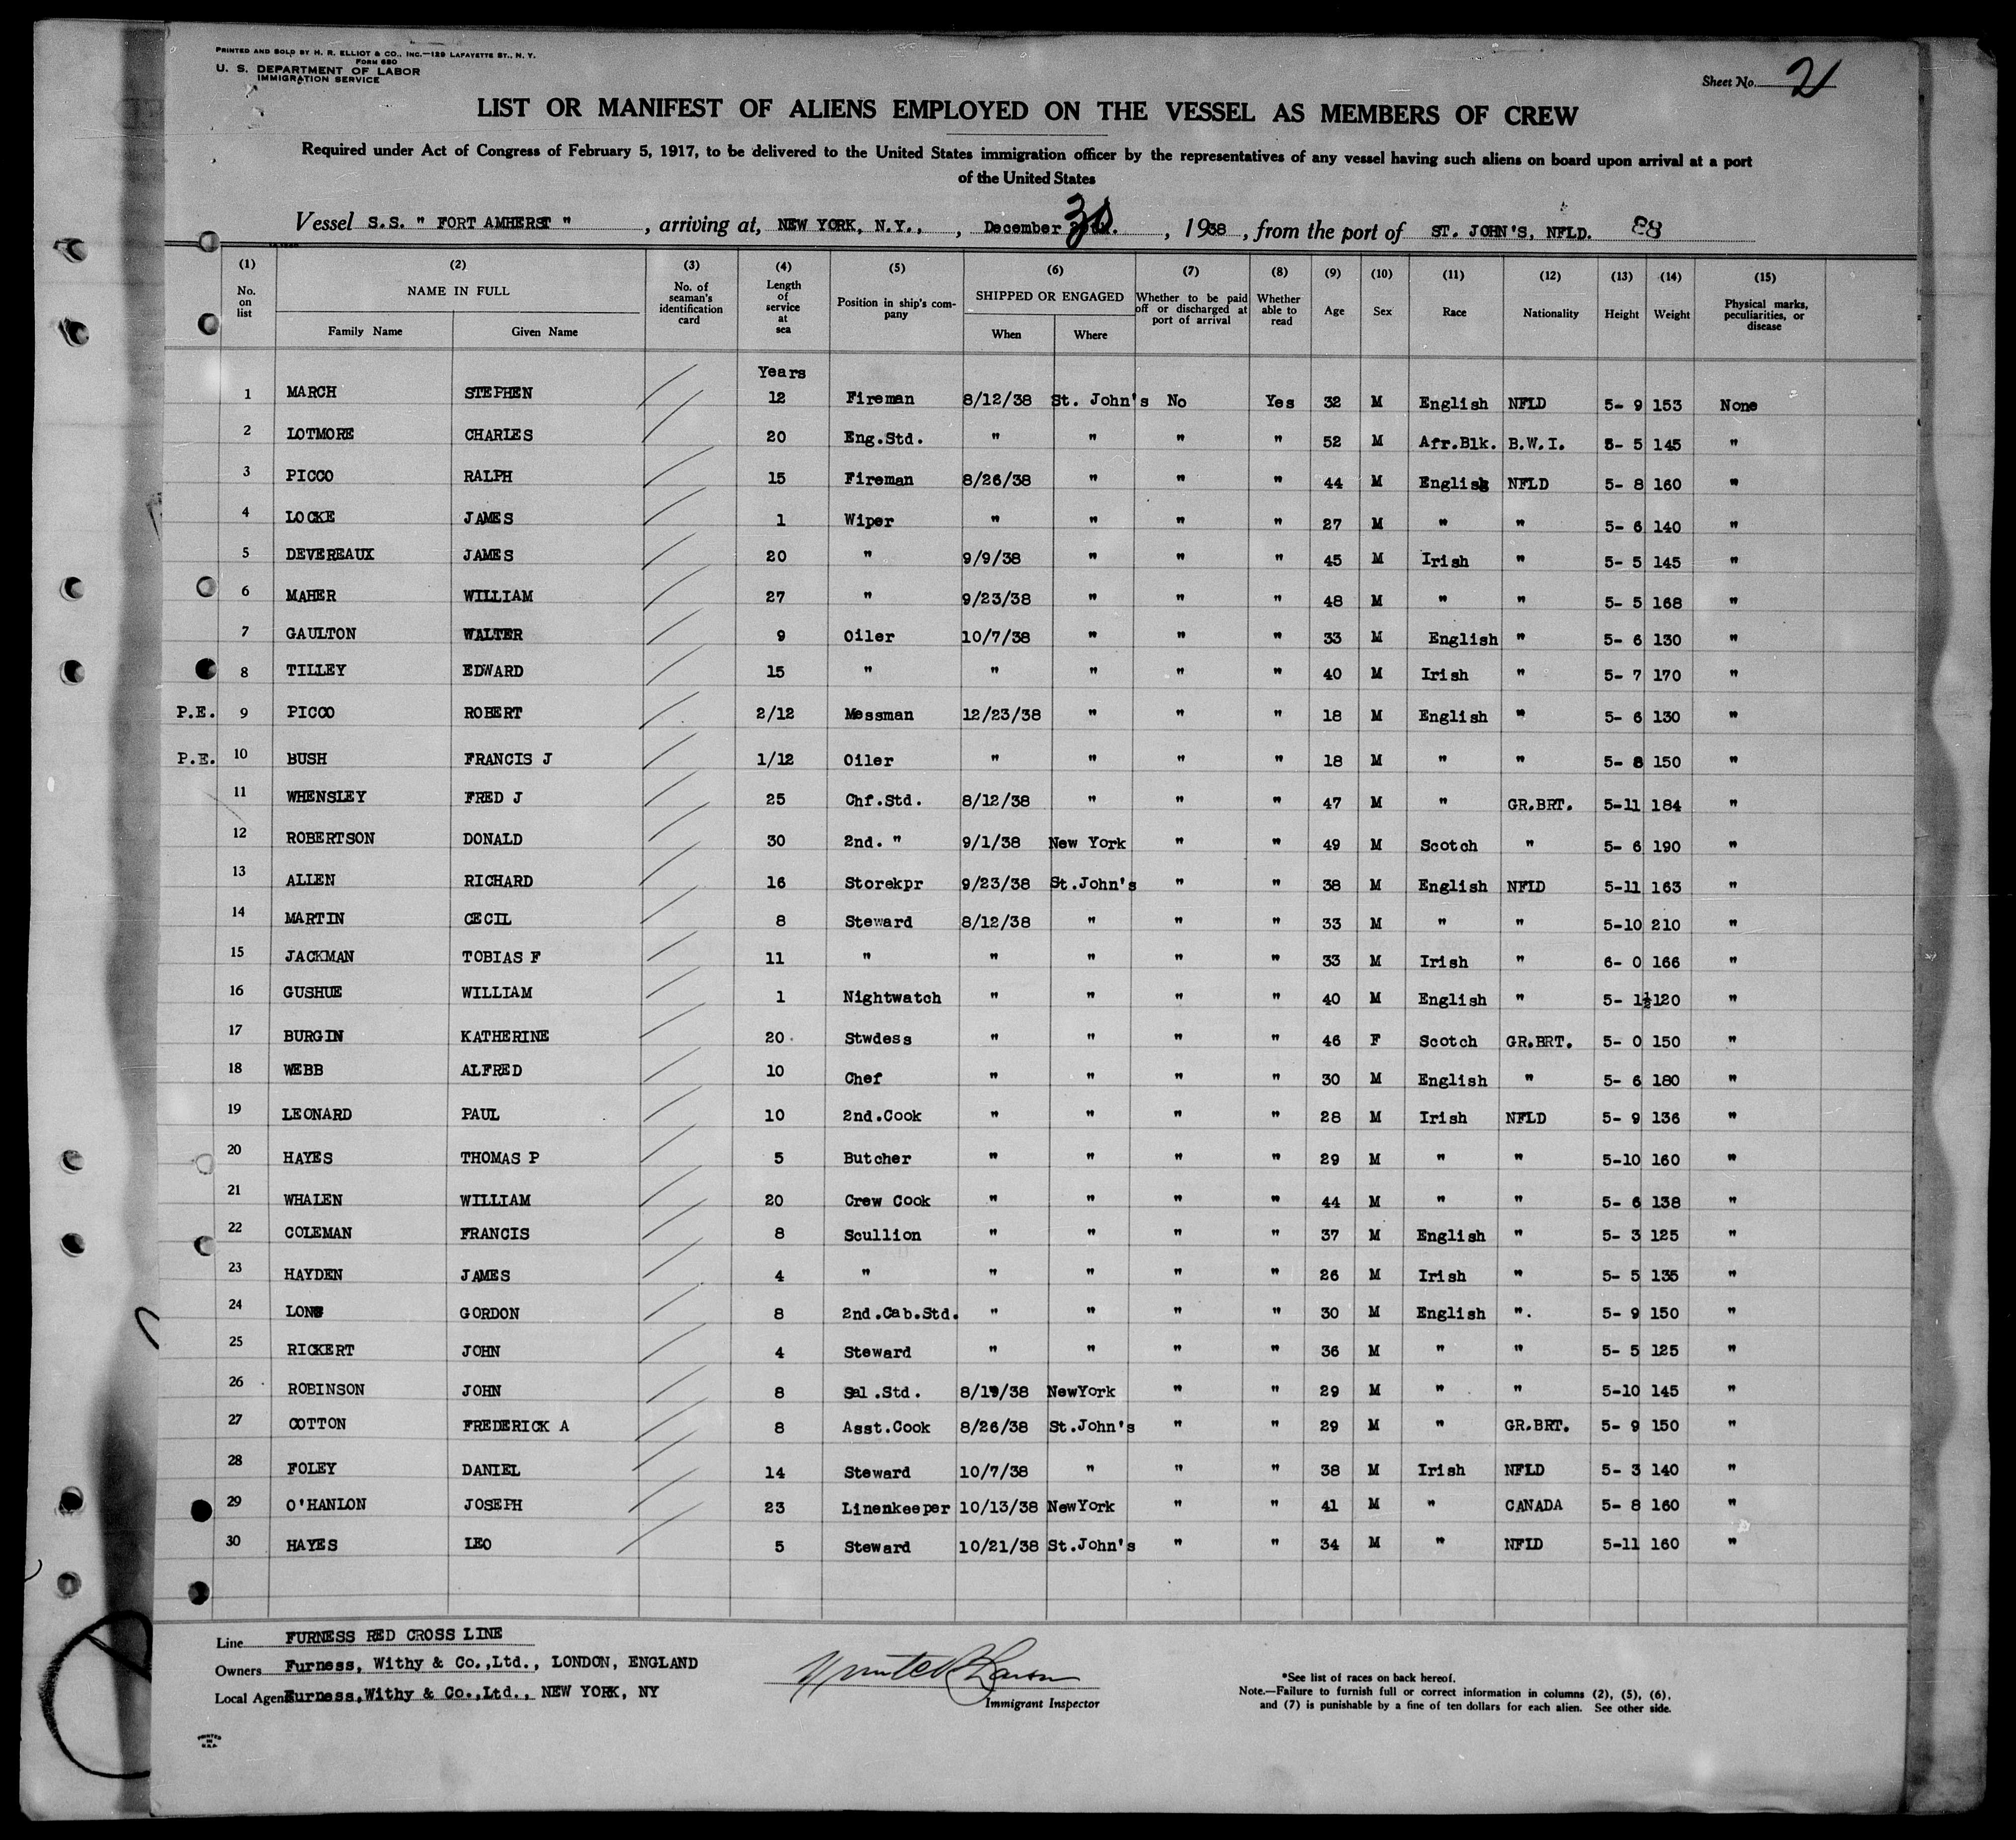 PRINTED AND SOLD BY H. R. ELLIOT & CO., INC.—129 LAFAYETTE ST., N. Y.
FORM 680
U. S. DEPARTMENT OF LABOR
IMMIGRATION SERVICE
Sheet No. 2
LIST OR MANIFEST OF ALIENS EMPLOYED ON THE VESSEL AS MEMBERS OF CREW
Required under Act of Congress of February 5, 1917, to be delivered to the United States immigration officer by the representatives of any vessel having such aliens on board upon arrival at a port
of the United States
Vessel S.S. " FORT AMHERST " , arriving at, NEW YORK, N.Y., , December 30 , 1938 , from the port of ST. JOHN'S, NFLD. 88
(1) (2) (3) (4) (5) (6) (7) (8) (9) (10) (11) (12) (13) (14) (15)
No. on list NAME IN FULL Family Name Given Name No. of seaman's identification card Length of service at sea Position in ship's company SHIPPED OR ENGAGED When Where Whether to be paid off or discharged at port of arrival Whether able to read Age Sex Race Nationality Height Weight Physical marks, peculiarities, or disease
Years
1 MARCH STEPHEN 12 Fireman 8/12/38 St. John's No Yes 32 M English NFLD 5- 9 153 None
2 LOTMORE CHARLES 20 Eng.Std. " " " " 52 M Afr.Blk. B.W.I. 5- 5 145 "
3 PICCO RALPH 15 Fireman 8/26/38 " " " 44 M English NFLD 5- 8 160 "
4 LOCKE JAMES 1 Wiper " " " " 27 M " " 5- 6 140 "
5 DEVEREAUX JAMES 20 " 9/9/38 " " " 45 M Irish " 5- 5 145 "
6 MAHER WILLIAM 27 " 9/23/38 " " " 48 M " " 5- 5 168 "
7 GAULTON WALTER 9 Oiler 10/7/38 " " " 33 M English " 5- 6 130 "
8 TILLEY EDWARD 15 " " " " " 40 M Irish " 5- 7 170 "
P.E. 9 PICCO ROBERT 2/12 Messman 12/23/38 " " " 18 M English " 5- 6 130 "
P.E. 10 BUSH FRANCIS J 1/12 Oiler " " " " 18 M " " 5- 8 150 "
11 WHENSLEY FRED J 25 Chf.Std. 8/12/38 " " " 47 M " GR.BRT. 5-11 184 "
12 ROBERTSON DONALD 30 2nd. " 9/1/38 New York " " 49 M Scotch " 5- 6 190 "
13 ALLEN RICHARD 16 Storekpr 9/23/38 St.John's " " 38 M English NFLD 5-11 163 "
14 MARTIN CECIL 8 Steward 8/12/38 " " " 33 M " " 5-10 210 "
15 JACKMAN TOBIAS F 11 " " " " " 33 M Irish " 6- 0 166 "
16 GUSHUE WILLIAM 1 Nightwatch " " " " 40 M English " 5- 1½ 120 "
17 BURGIN KATHERINE 20 Stwdess " " " " 46 F Scotch GR.BRT. 5- 0 150 "
18 WEBB ALFRED 10 Chef " " " " 30 M English " 5- 6 180 "
19 LEONARD PAUL 10 2nd.Cook " " " " 28 M Irish NFLD 5- 9 136 "
20 HAYES THOMAS P 5 Butcher " " " " 29 M " " 5-10 160 "
21 WHALEN WILLIAM 20 Crew Cook " " " " 44 M " " 5- 6 138 "
22 COLEMAN FRANCIS 8 Scullion " " " " 37 M English " 5- 3 125 "
23 HAYDEN JAMES 4 " " " " " 26 M Irish " 5- 5 135 "
24 LONG GORDON 8 2nd.Cab.Std. " " " " 30 M English ". 5- 9 150 "
25 RICKERT JOHN 4 Steward " " " " 36 M " " 5- 5 125 "
26 ROBINSON JOHN 8 Sal.Std. 8/19/38 NewYork " " 29 M " " 5-10 145 "
27 COTTON FREDERICK A 8 Asst.Cook 8/26/38 St.John's " " 29 M " GR.BRT. 5- 9 150 "
28 FOLEY DANIEL 14 Steward 10/7/38 " " " 38 M Irish NFLD 5- 3 140 "
29 O'HANLON JOSEPH 23 Linenkeeper 10/13/38 NewYork " " 41 M " CANADA 5- 8 160 "
30 HAYES LEO 5 Steward 10/21/38 St.John's " " 34 M " NFLD 5-11 160 "
Line FURNESS RED CROSS LINE
Owners Furness, Withy & Co.,Ltd., LONDON, ENGLAND
Local Agents Furness,Withy & Co.,Ltd., NEW YORK, NY
Immigrant Inspector
*See list of races on back hereof.
Note.—Failure to furnish full or correct information in columns (2), (5), (6),
and (7) is punishable by a fine of ten dollars for each alien. See other side.
PRINTED
IN
U.S.A.